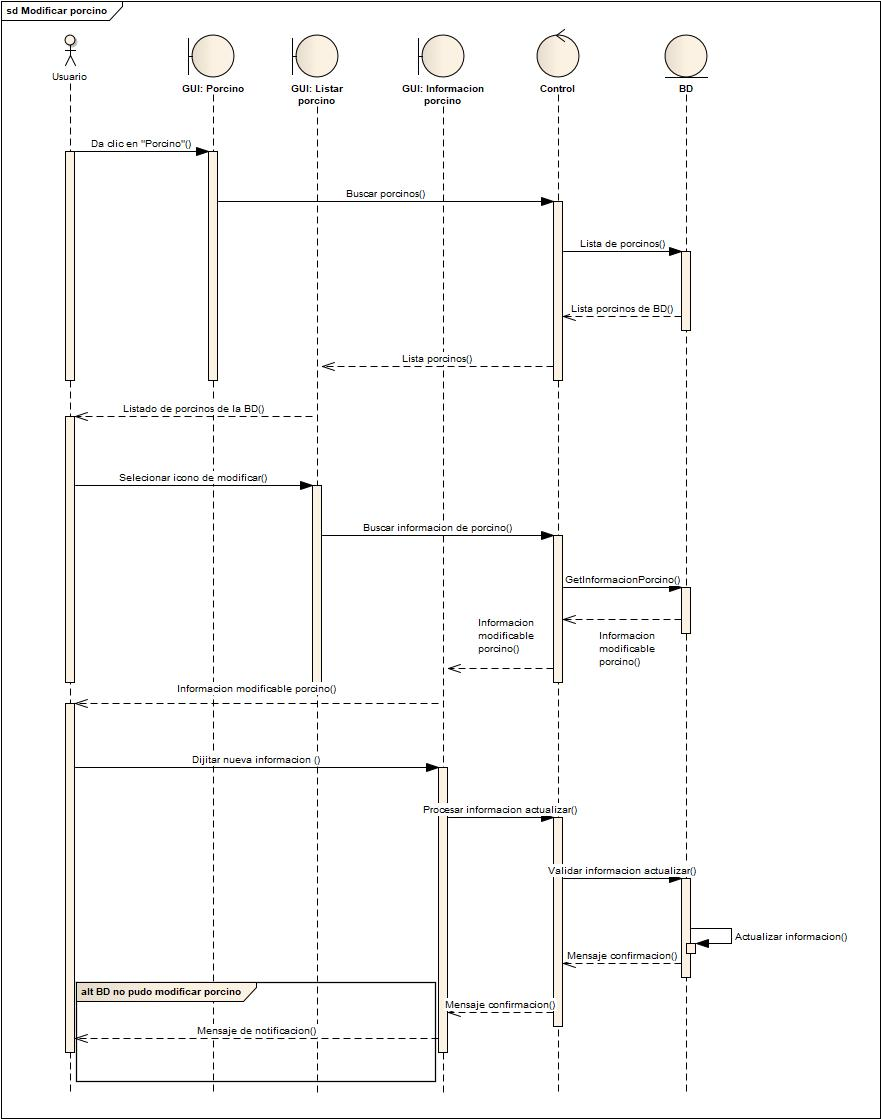 sd Modificar porcino
Usuario
GUI: Porcino
GUI: Listar
porcino
GUI: Informacion
porcino
Control
BD
Da clic en "Porcino"()
Buscar porcinos()
Lista de porcinos()
Lista porcinos de BD()
Lista porcinos()
Listado de porcinos de la BD()
Selecionar icono de modificar()
Buscar informacion de porcino()
GetInformacionPorcino()
Informacion
modificable
porcino()
Informacion
modificable
porcino()
Informacion modificable porcino()
Dijitar nueva informacion ()
Procesar informacion actualizar()
Validar informacion actualizar()
Actualizar informacion()
Mensaje confirmacion()
alt BD no pudo modificar porcino
Mensaje confirmacion()
Mensaje de notificacion()